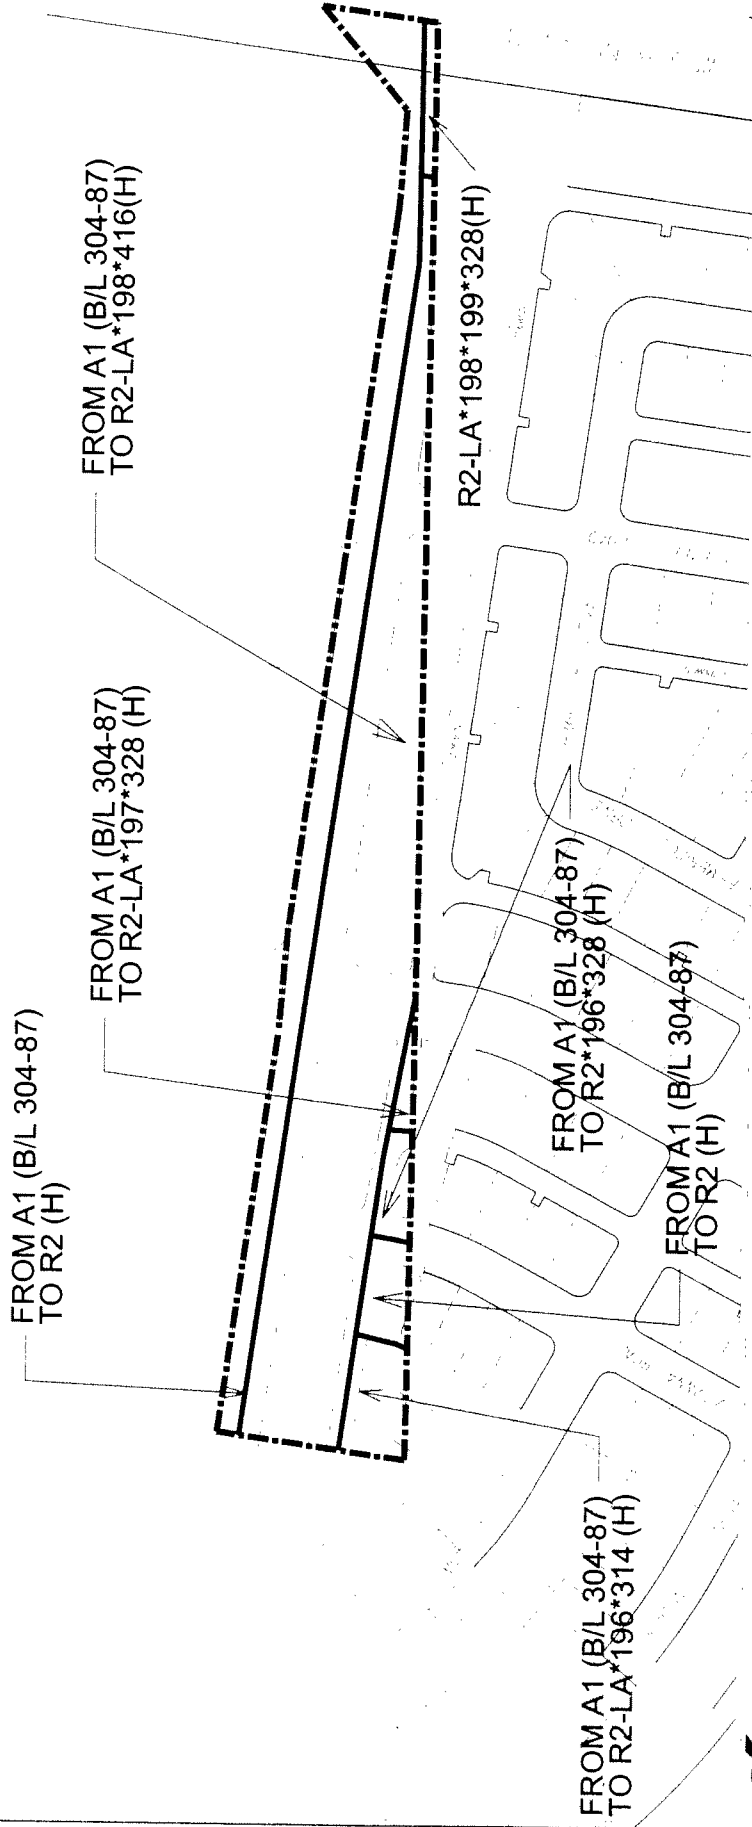 FROM A1 (B/L 304-87)
TO R2 (H)
FROM A1 (B/L 304-87)
TO R2-LA*197*328 (H)
FROM A1 (B/L 304-87)
TO R2-LA*198*416(H)
FROM A1 (B/L 304-87)
TO R2-LA*196*314 (H)
FROM A1 (B/L 304-87)
TO R2*196*328 (H)
FROM A1 (B/L 304-87)
TO R2 (H)
R2-LA*198*199*328(H)